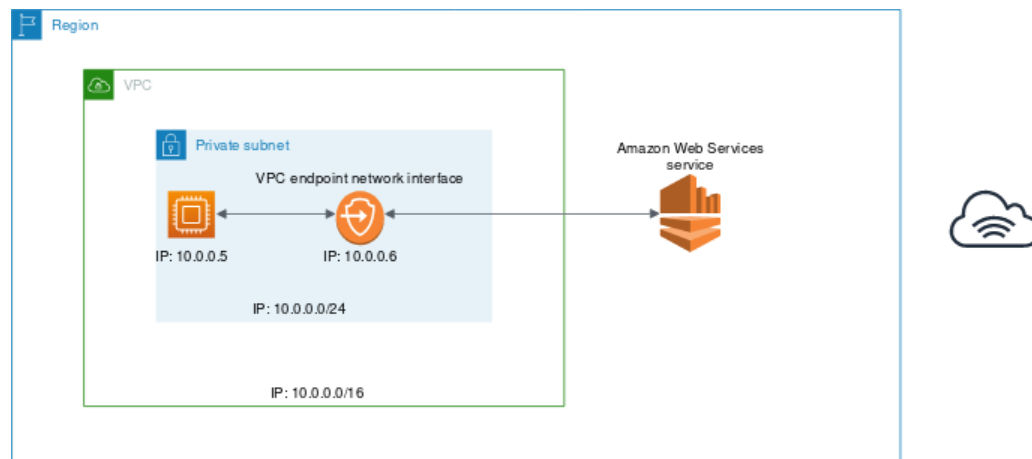 Region
VPC
Private subnet
Amazon Web Services
service
VPC endpoint network interface
IP: 10.0.0.5
IP: 10.0.0.6
IP: 10.0.0.0/24
IP: 10.0.0.0/16